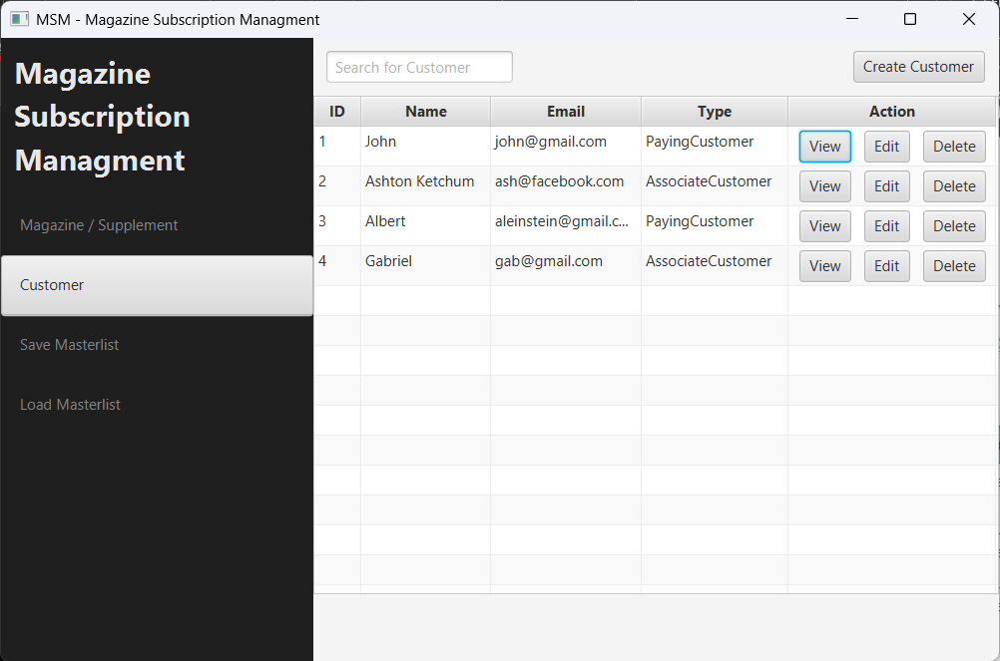 MSM - Magazine Subscription Managment
Magazine
Subscription
Managment
Magazine / Supplement
Customer
Save Masterlist
Load Masterlist
Search for Customer
Create Customer
ID Name Email Type Action
1 John john@gmail.com PayingCustomer View Edit Delete
2 Ashton Ketchum ash@facebook.com AssociateCustomer View Edit Delete
3 Albert aleinstein@gmail.c... PayingCustomer View Edit Delete
4 Gabriel gab@gmail.com AssociateCustomer View Edit Delete